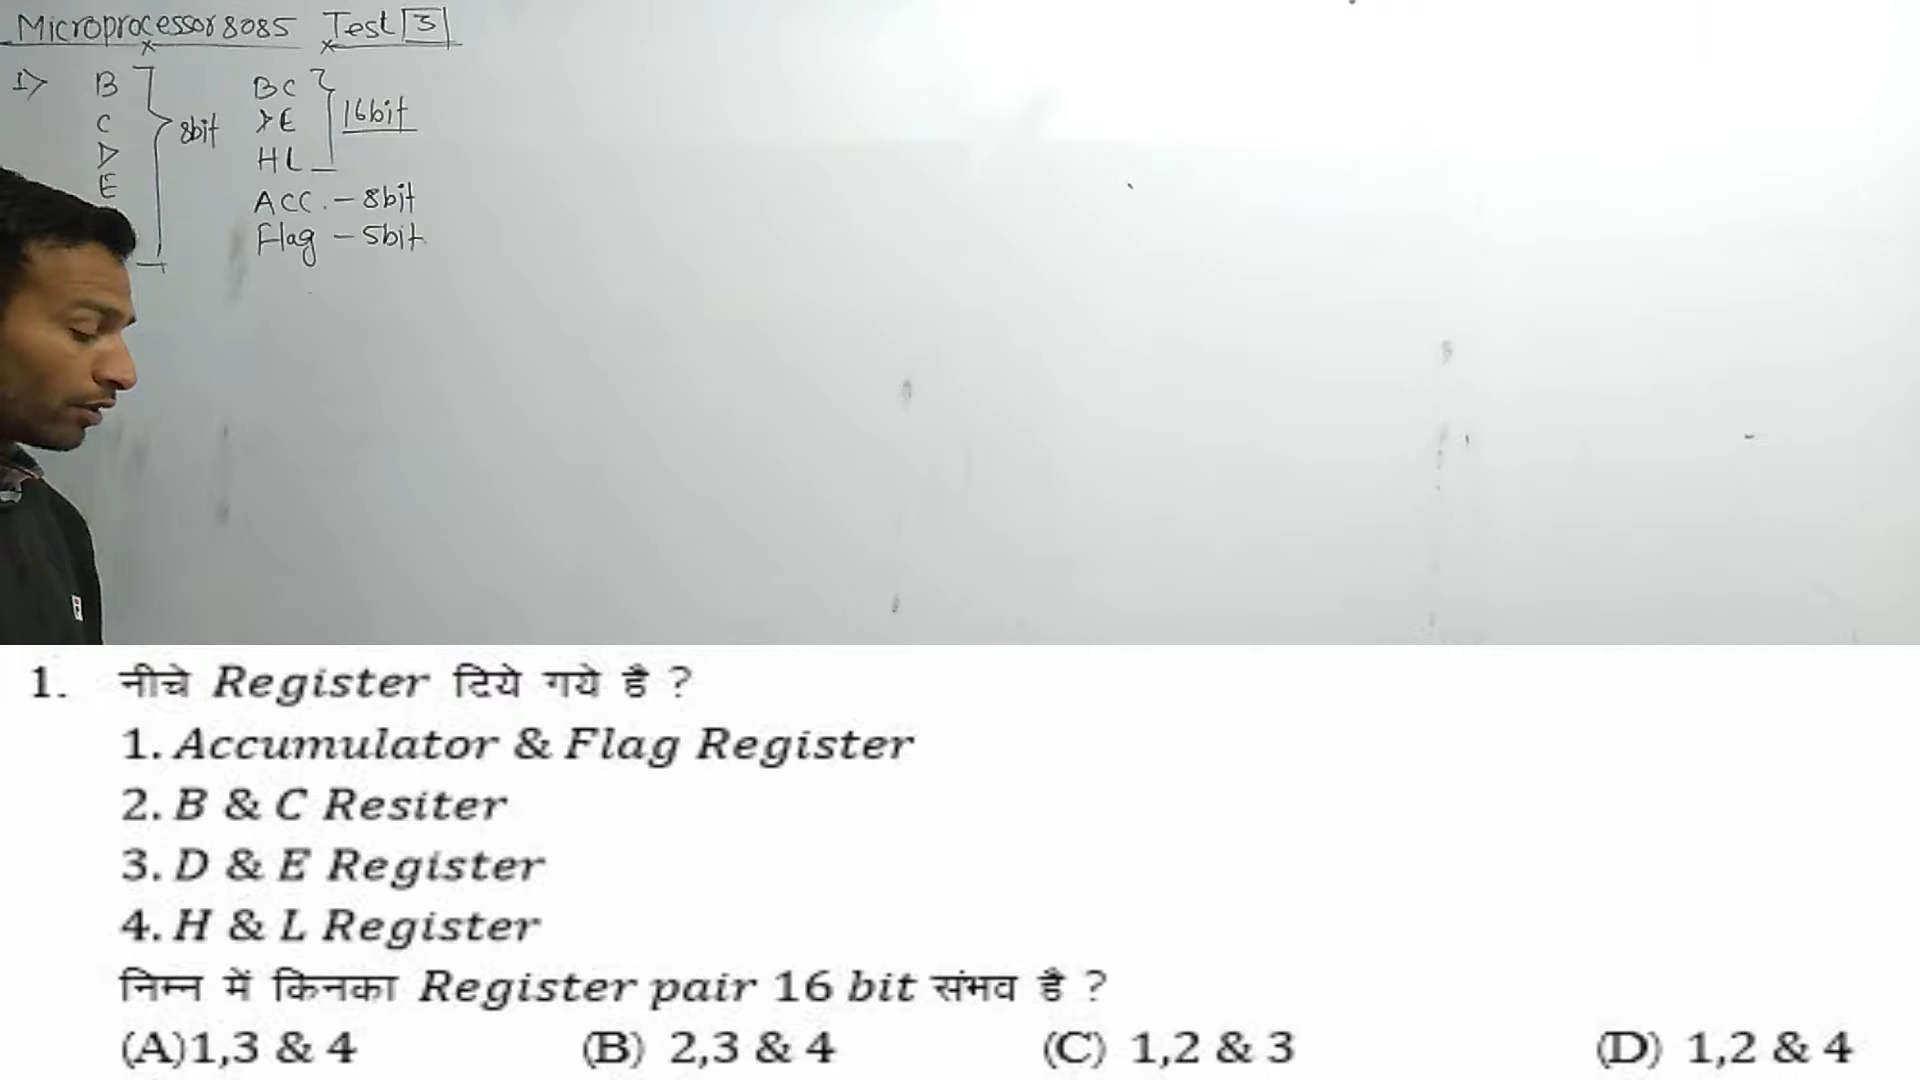 Microprocessor 8085 Test 3
1> B
C
D
E
8bit
BC
DE
HL
16bit
ACC. - 8bit
Flag - 5bit
1. नीचे Register दिये गये है ?
1. Accumulator & Flag Register
2. B & C Resiter
3. D & E Register
4. H & L Register
निम्न में किनका Register pair 16 bit संभव है ?
(A)1,3 & 4 (B) 2,3 & 4 (C) 1,2 & 3 (D) 1,2 & 4